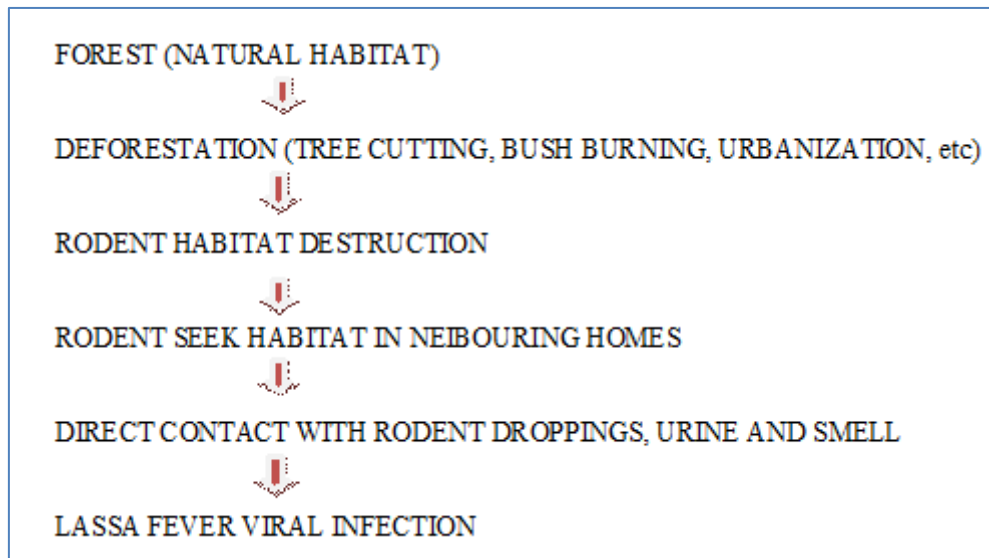 FOREST (NATURAL HABITAT)
DEFORESTATION (TREE CUTTING, BUSH BURNING, URBANIZATION, etc)
RODENT HABITAT DESTRUCTION
RODENT SEEK HABITAT IN NEIBOURING HOMES
DIRECT CONTACT WITH RODENT DROPPINGS, URINE AND SMELL
LASSA FEVER VIRAL INFECTION